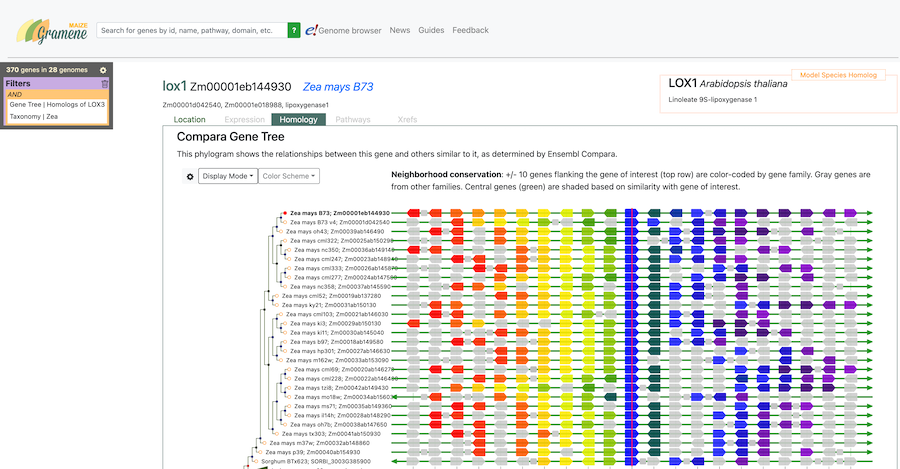 MAIZE
Gramene
Search for genes by id, name, pathway, domain, etc.
?
e! Genome browser News Guides Feedback
370 genes in 28 genomes
Filters
AND
Gene Tree | Homologs of LOX3
Taxonomy | Zea
lox1 Zm00001eb144930 Zea mays B73
Zm00001d042540, Zm00001e018988, lipoxygenase1
Model Species Homolog
LOX1 Arabidopsis thaliana
Linoleate 9S-lipoxygenase 1
Location Expression Homology Pathways Xrefs
Compara Gene Tree
This phylogram shows the relationships between this gene and others similar to it, as determined by Ensembl Compara.
Display Mode Color Scheme
Neighborhood conservation: +/- 10 genes flanking the gene of interest (top row) are color-coded by gene family. Gray genes
are from other families. Central genes (green) are shaded based on similarity with gene of interest.
Zea mays B73; Zm00001eb144930
Zea mays B73 v4; Zm00001d042540
Zea mays oh43; Zm00039ab146490
Zea mays cml322; Zm00025ab150290
Zea mays nc350; Zm00036ab149140
Zea mays cml247; Zm00023ab148940
Zea mays cml333; Zm00026ab145870
Zea mays cml277; Zm00024ab147560
Zea mays nc358; Zm00037ab145590
Zea mays cml52; Zm00019ab137280
Zea mays ky21; Zm00031ab150130
Zea mays cml103; Zm00021ab146030
Zea mays ki3; Zm00029ab150130
Zea mays ki11; Zm00030ab145040
Zea mays b97; Zm00018ab149580
Zea mays hp301; Zm00027ab146630
Zea mays m162w; Zm00033ab153090
Zea mays cml69; Zm00020ab146270
Zea mays cml228; Zm00022ab146460
Zea mays tzi8; Zm00042ab149430
Zea mays mo18w; Zm00034ab156030
Zea mays ms71; Zm00035ab149360
Zea mays il14h; Zm00028ab148290
Zea mays oh7b; Zm00038ab147650
Zea mays tx303; Zm00041ab150930
Zea mays m37w; Zm00032ab148860
Zea mays p39; Zm00040ab154930
Sorghum BTx623; SORBI_3003G385900